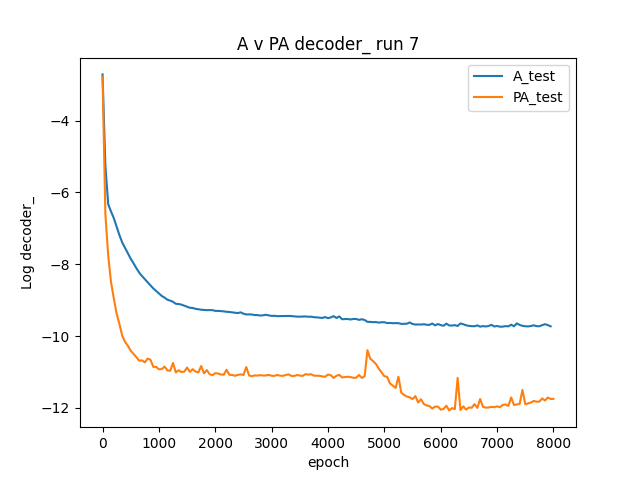 A v PA decoder_ run 7
A_test
PA_test
Log decoder_
−4
−6
−8
−10
−12
0 1000 2000 3000 4000 5000 6000 7000 8000
epoch